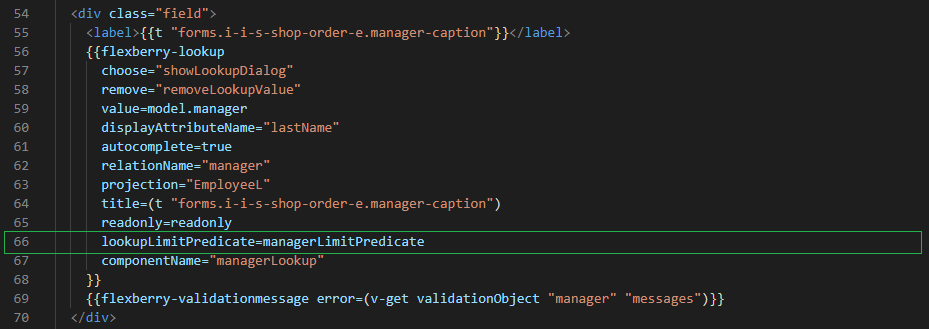 54 <div class="field">
55 <label>{{t "forms.i-i-s-shop-order-e.manager-caption"}}</label>
56 {{flexberry-lookup
57 choose="showLookupDialog"
58 remove="removeLookupValue"
59 value=model.manager
60 displayAttributeName="lastName"
61 autocomplete=true
62 relationName="manager"
63 projection="EmployeeL"
64 title=(t "forms.i-i-s-shop-order-e.manager-caption")
65 readonly=readonly
66 lookupLimitPredicate=managerLimitPredicate
67 componentName="managerLookup"
68 }}
69 {{flexberry-validationmessage error=(v-get validationObject "manager" "messages")}}
70 </div>